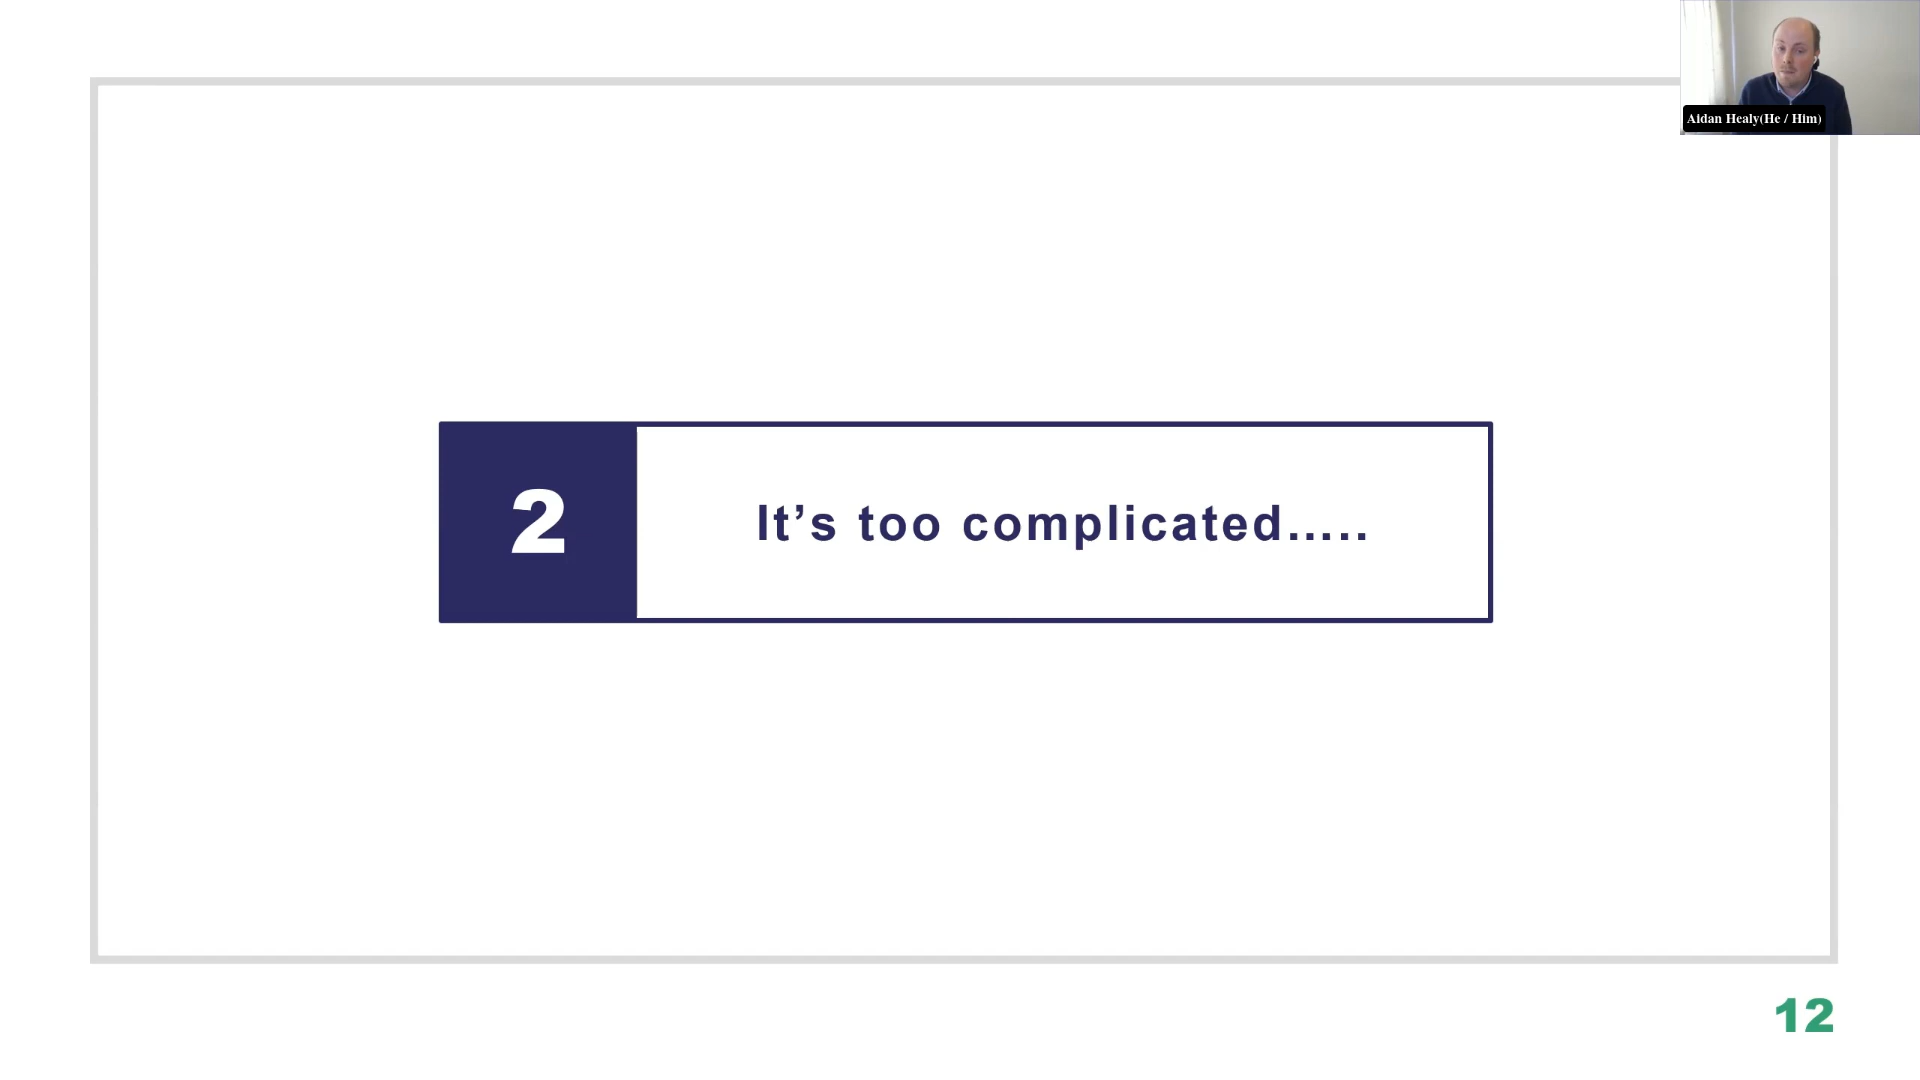 Aidan Healy(He / Him)
2
It’s too complicated.....
12